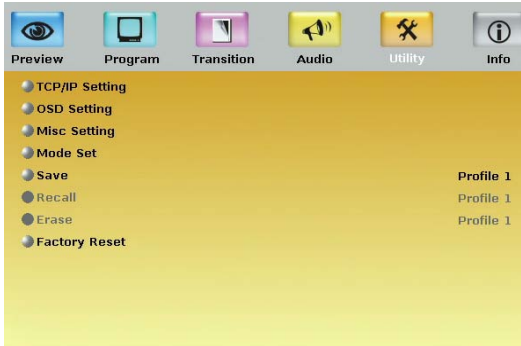 Preview Program Transition Audio Utility Info
TCP/IP Setting
OSD Setting
Misc Setting
Mode Set
Save Profile 1
Recall Profile 1
Erase Profile 1
Factory Reset